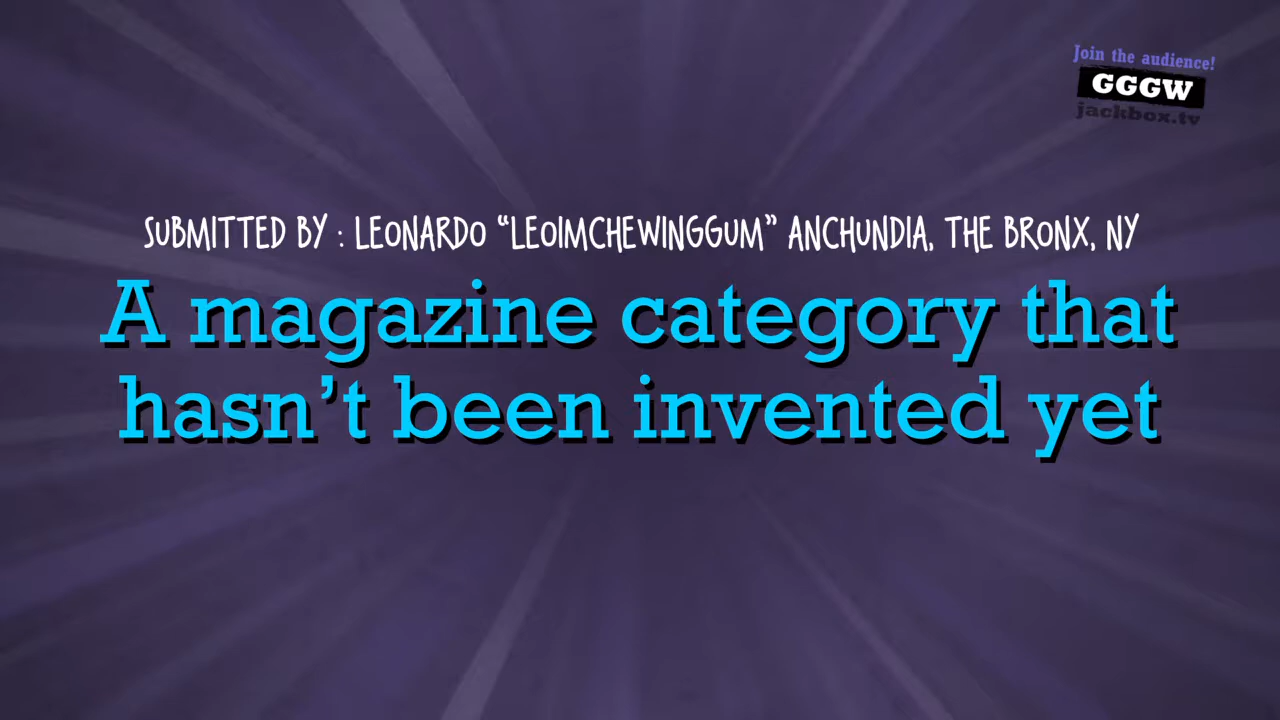 Join the audience!
GGGW
jackbox.tv
SUBMITTED BY : LEONARDO “LEOIMCHEWINGGUM” ANCHUNDIA, THE BRONX, NY
A magazine category that
hasn’t been invented yet